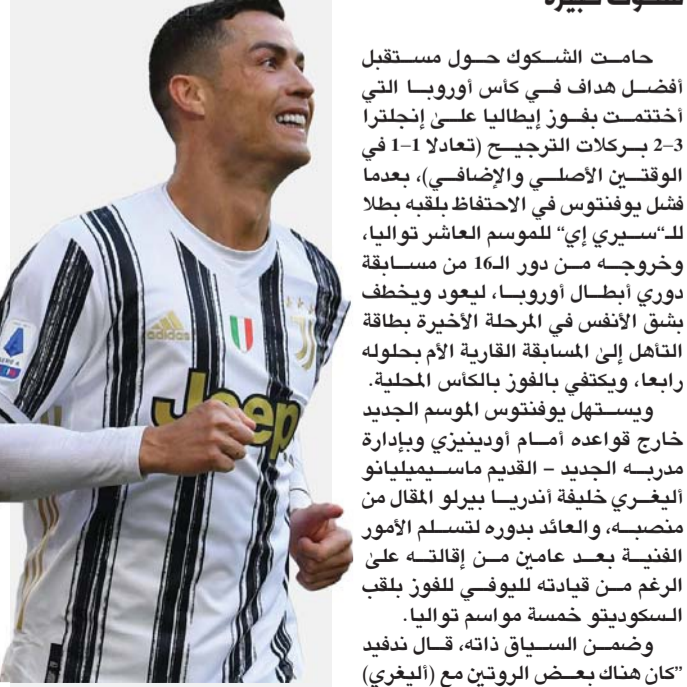 حامت الشكوك حول مستقبل
أفضل هداف في كأس أوروبا التي
أختتمت بفوز إيطاليا على إنجلترا
3–2 بركلات الترجيح (تعادلا 1–1 في
الوقتين الأصلي والإضافي)، بعدما
فشل يوفنتوس في الاحتفاظ بلقبه بطلا
للـ“سيري إي” للموسم العاشر تواليا،
وخروجه من دور الـ16 من مسابقة
دوري أبطال أوروبا، ليعود ويخطف
بشق الأنفس في المرحلة الأخيرة بطاقة
التأهل إلى المسابقة القارية الأم بحلوله
رابعا، ويكتفي بالفوز بالكأس المحلية.
ويستهل يوفنتوس الموسم الجديد
خارج قواعده أمام أودينيزي وبإدارة
مدربه الجديد – القديم ماسيميليانو
أليغري خليفة أندريا بيرلو المقال من
منصبه، والعائد بدوره لتسلم الأمور
الفنية بعد عامين من إقالته على
الرغم من قيادته لليوفي للفوز بلقب
السكوديتو خمسة مواسم تواليا.
وضمن السياق ذاته، قال ندفيد
”كان هناك بعض الروتين مع (أليغري)
adidas
Jeep